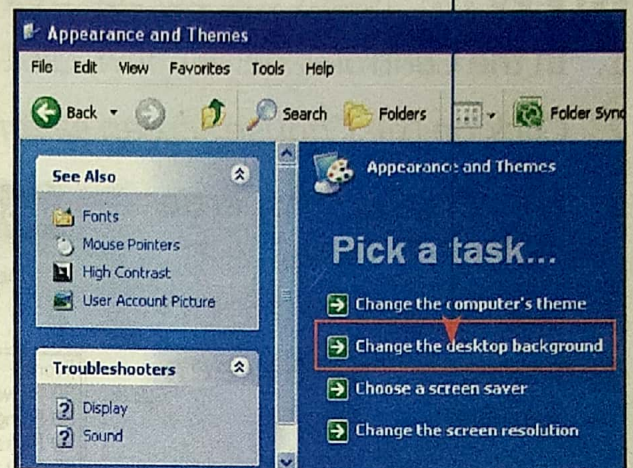 Appearance and Themes
File Edit View Favorites Tools Help
Back Search Folders Folder Sync
See Also
Fonts
Mouse Pointers
High Contrast
User Account Picture
Troubleshooters
Display
Sound
Appearance and Themes
Pick a task...
Change the computer's theme
Change the desktop background
Choose a screen saver
Change the screen resolution